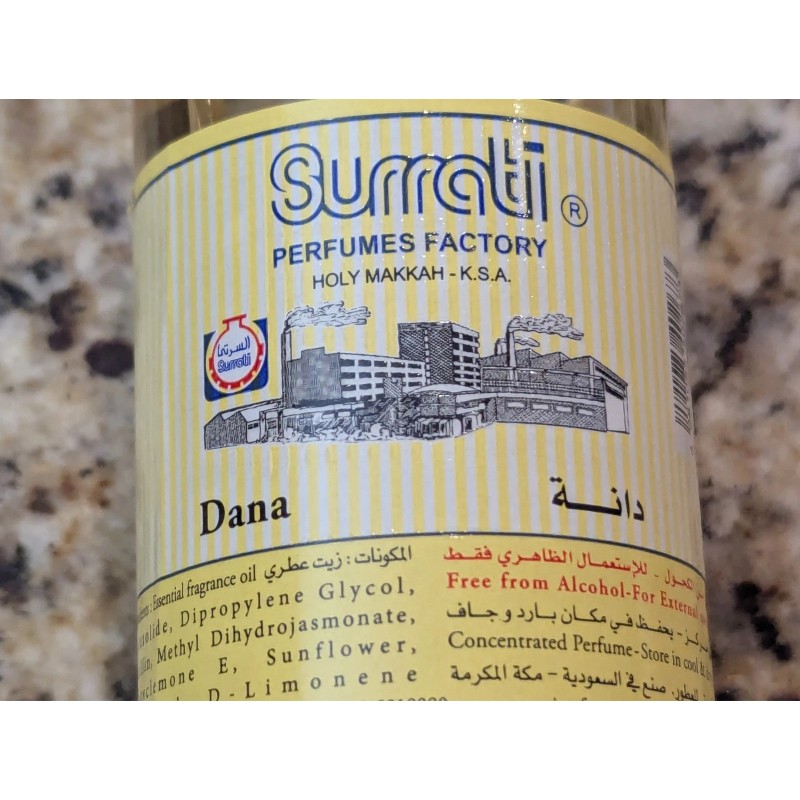 Surrati ®
PERFUMES FACTORY
HOLY MAKKAH - K.S.A.
السرتي
Surrati
Dana
دانة
المكونات : زيت عطري
Essential fragrance oil
Dipropylene Glycol,
Methyl Dihydrojasmonate,
E, Sunflower,
D-Limonene
للإستعمال الظاهري فقط
Free from Alcohol-For External
يحفظ في مكان بارد و جاف
Concentrated Perfume-Store in cool &
صنع في السعودية - مكة المكرمة